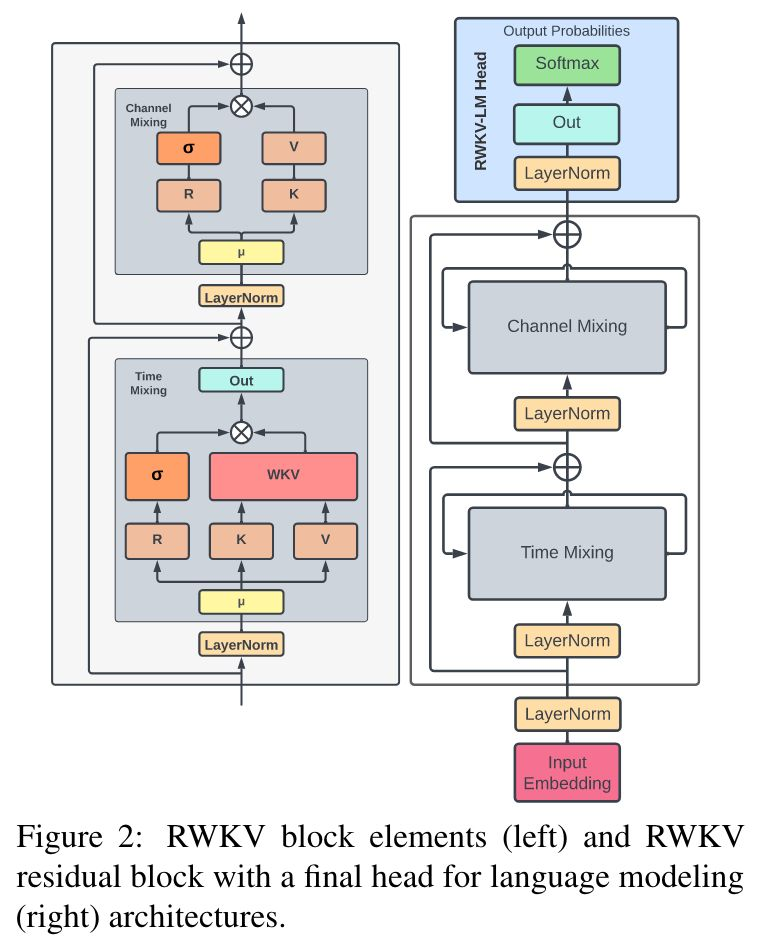 Channel
Mixing
σ
V
R
K
μ
LayerNorm
Time
Mixing
Out
σ
WKV
R
K
V
μ
LayerNorm
Output Probabilities
RWKV-LM Head
Softmax
Out
LayerNorm
Channel Mixing
LayerNorm
Time Mixing
LayerNorm
LayerNorm
Input
Embedding
Figure 2: RWKV block elements (left) and RWKV
residual block with a final head for language modeling
(right) architectures.